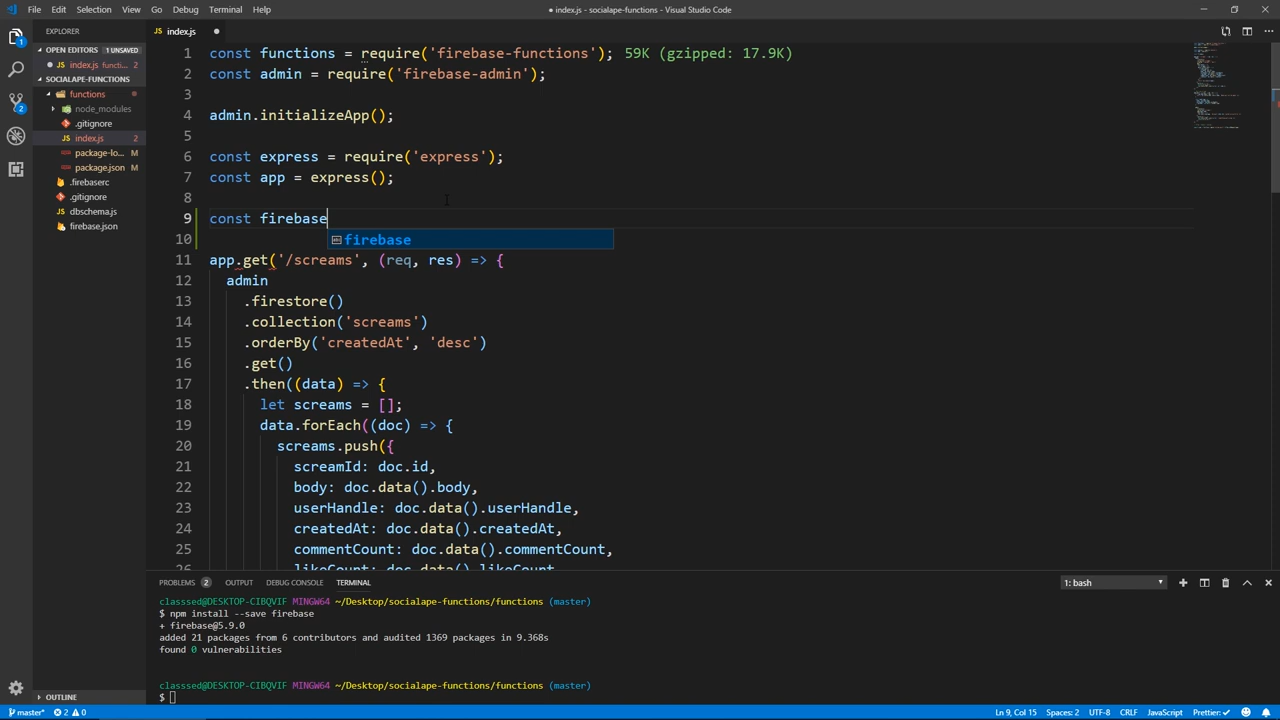 File Edit Selection View Go Debug Terminal Help
● index.js - socialape-functions - Visual Studio Code
EXPLORER
OPEN EDITORS 1 UNSAVED
index.js functi... 2
SOCIALAPE-FUNCTIONS
functions
node_modules
.gitignore
index.js 2
package-lo... M
package.json M
.firebaserc
.gitignore
dbschema.js
firebase.json
OUTLINE
index.js
1 const functions = require('firebase-functions'); 59K (gzipped: 17.9K)
2 const admin = require('firebase-admin');
3
4 admin.initializeApp();
5
6 const express = require('express');
7 const app = express();
8
9 const firebase
firebase
10
11 app.get('/screams', (req, res) => {
12 admin
13 .firestore()
14 .collection('screams')
15 .orderBy('createdAt', 'desc')
16 .get()
17 .then((data) => {
18 let screams = [];
19 data.forEach((doc) => {
20 screams.push({
21 screamId: doc.id,
22 body: doc.data().body,
23 userHandle: doc.data().userHandle,
24 createdAt: doc.data().createdAt,
25 commentCount: doc.data().commentCount,
26 likeCount: doc.data().likeCount
PROBLEMS 2 OUTPUT DEBUG CONSOLE TERMINAL 1: bash
classsed@DESKTOP-CIBQVIF MINGW64 ~/Desktop/socialape-functions/functions (master)
$ npm install --save firebase
+ firebase@5.9.0
added 21 packages from 6 contributors and audited 1369 packages in 9.368s
found 0 vulnerabilities
classsed@DESKTOP-CIBQVIF MINGW64 ~/Desktop/socialape-functions/functions (master)
$
master* 2 0 Ln 9, Col 15 Spaces: 2 UTF-8 CRLF JavaScript Prettier: ✓